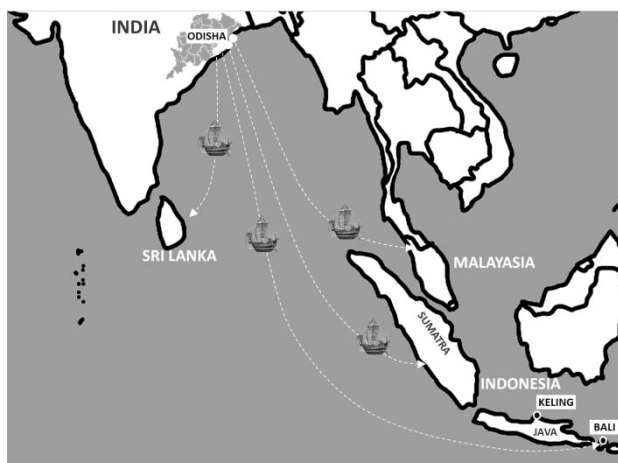 INDIA
ODISHA
SRI LANKA
MALAYASIA
SUMATRA
INDONESIA
KELING
JAVA
BALI